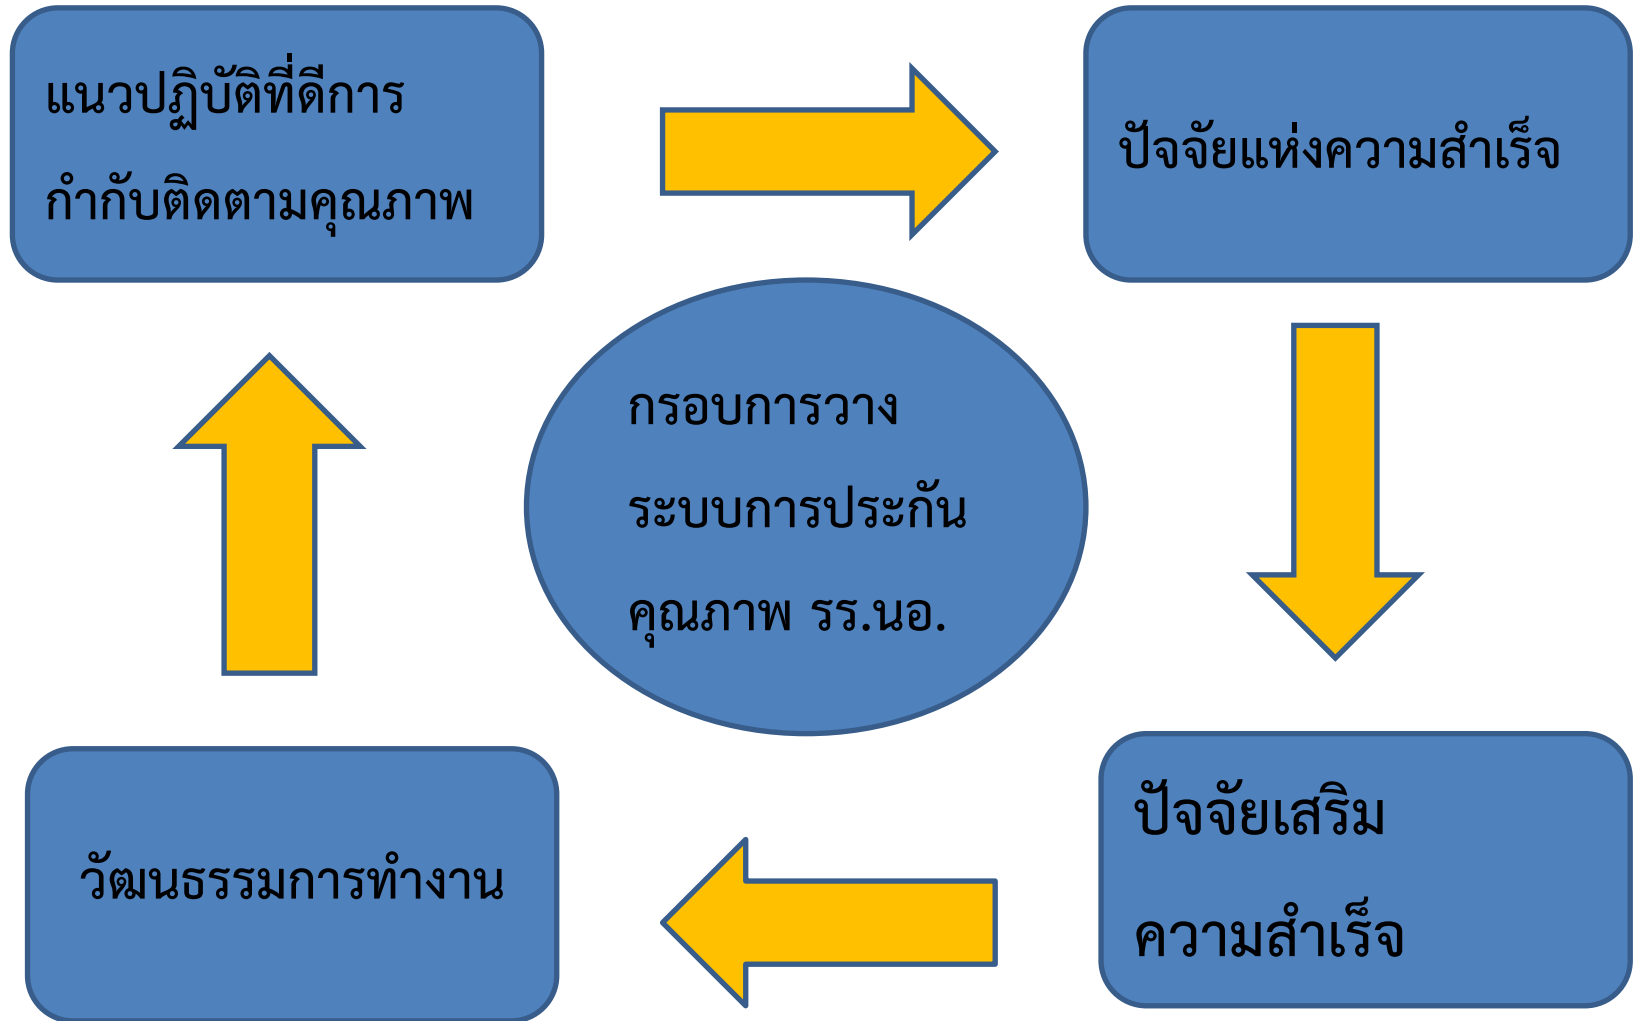 แนวปฏิบัติที่ดีการ
กำกับติดตามคุณภาพ
ปัจจัยแห่งความสำเร็จ
กรอบการวาง
ระบบการประกัน
คุณภาพ รร.นอ.
วัฒนธรรมการทำงาน
ปัจจัยเสริม
ความสำเร็จ